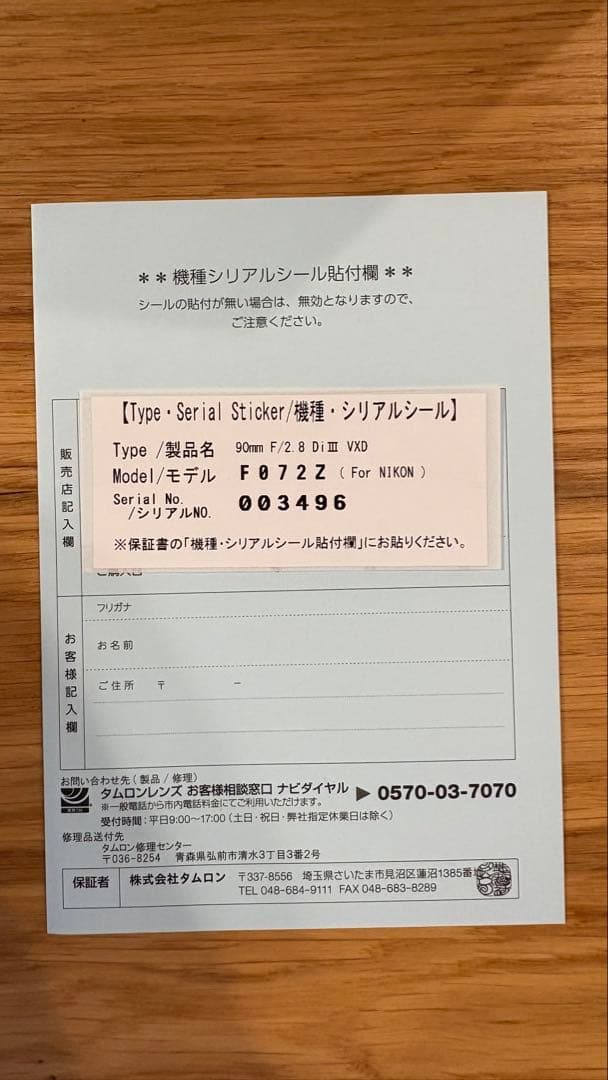 ＊＊機種シリアルシール貼付欄＊＊
シールの貼付が無い場合は、無効となりますので、
ご注意ください。
販売店記入欄
【Type・Serial Sticker/機種・シリアルシール】
Type /製品名 90mm F/2.8 DiⅢ VXD
Model/モデル F072Z ( For NIKON )
Serial No.
/シリアルNO. 003496
※保証書の「機種・シリアルシール貼付欄」にお貼りください。
お客様記入欄
フリガナ
お名前
ご住所 〒 －
お問い合わせ先(製品/修理)
タムロンレンズ お客様相談窓口 ナビダイヤル ▶ 0570-03-7070
※一般電話から市内電話料金にてご利用いただけます。
受付時間：平日9:00〜17:00(土日・祝日・弊社指定休業日は除く)
修理品送付先
タムロン修理センター
〒036-8254 青森県弘前市清水3丁目3番2号
保証者 株式会社タムロン 〒337-8556 埼玉県さいたま市見沼区蓮沼1385番地
TEL 048-684-9111 FAX 048-683-8289